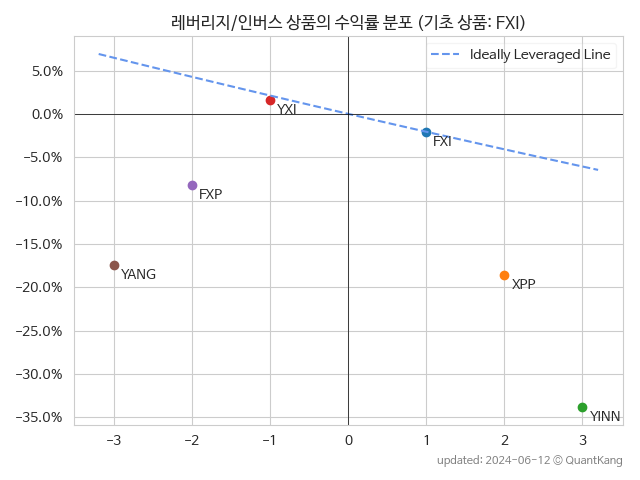 레버리지/인버스 상품의 수익률 분포 (기초 상품: FXI)
Ideally Leveraged Line
5.0%
0.0%
-5.0%
-10.0%
-15.0%
-20.0%
-25.0%
-30.0%
-35.0%
YXI
FXI
FXP
YANG
XPP
YINN
-3
-2
-1
0
1
2
3
updated: 2024-06-12 © QuantKang